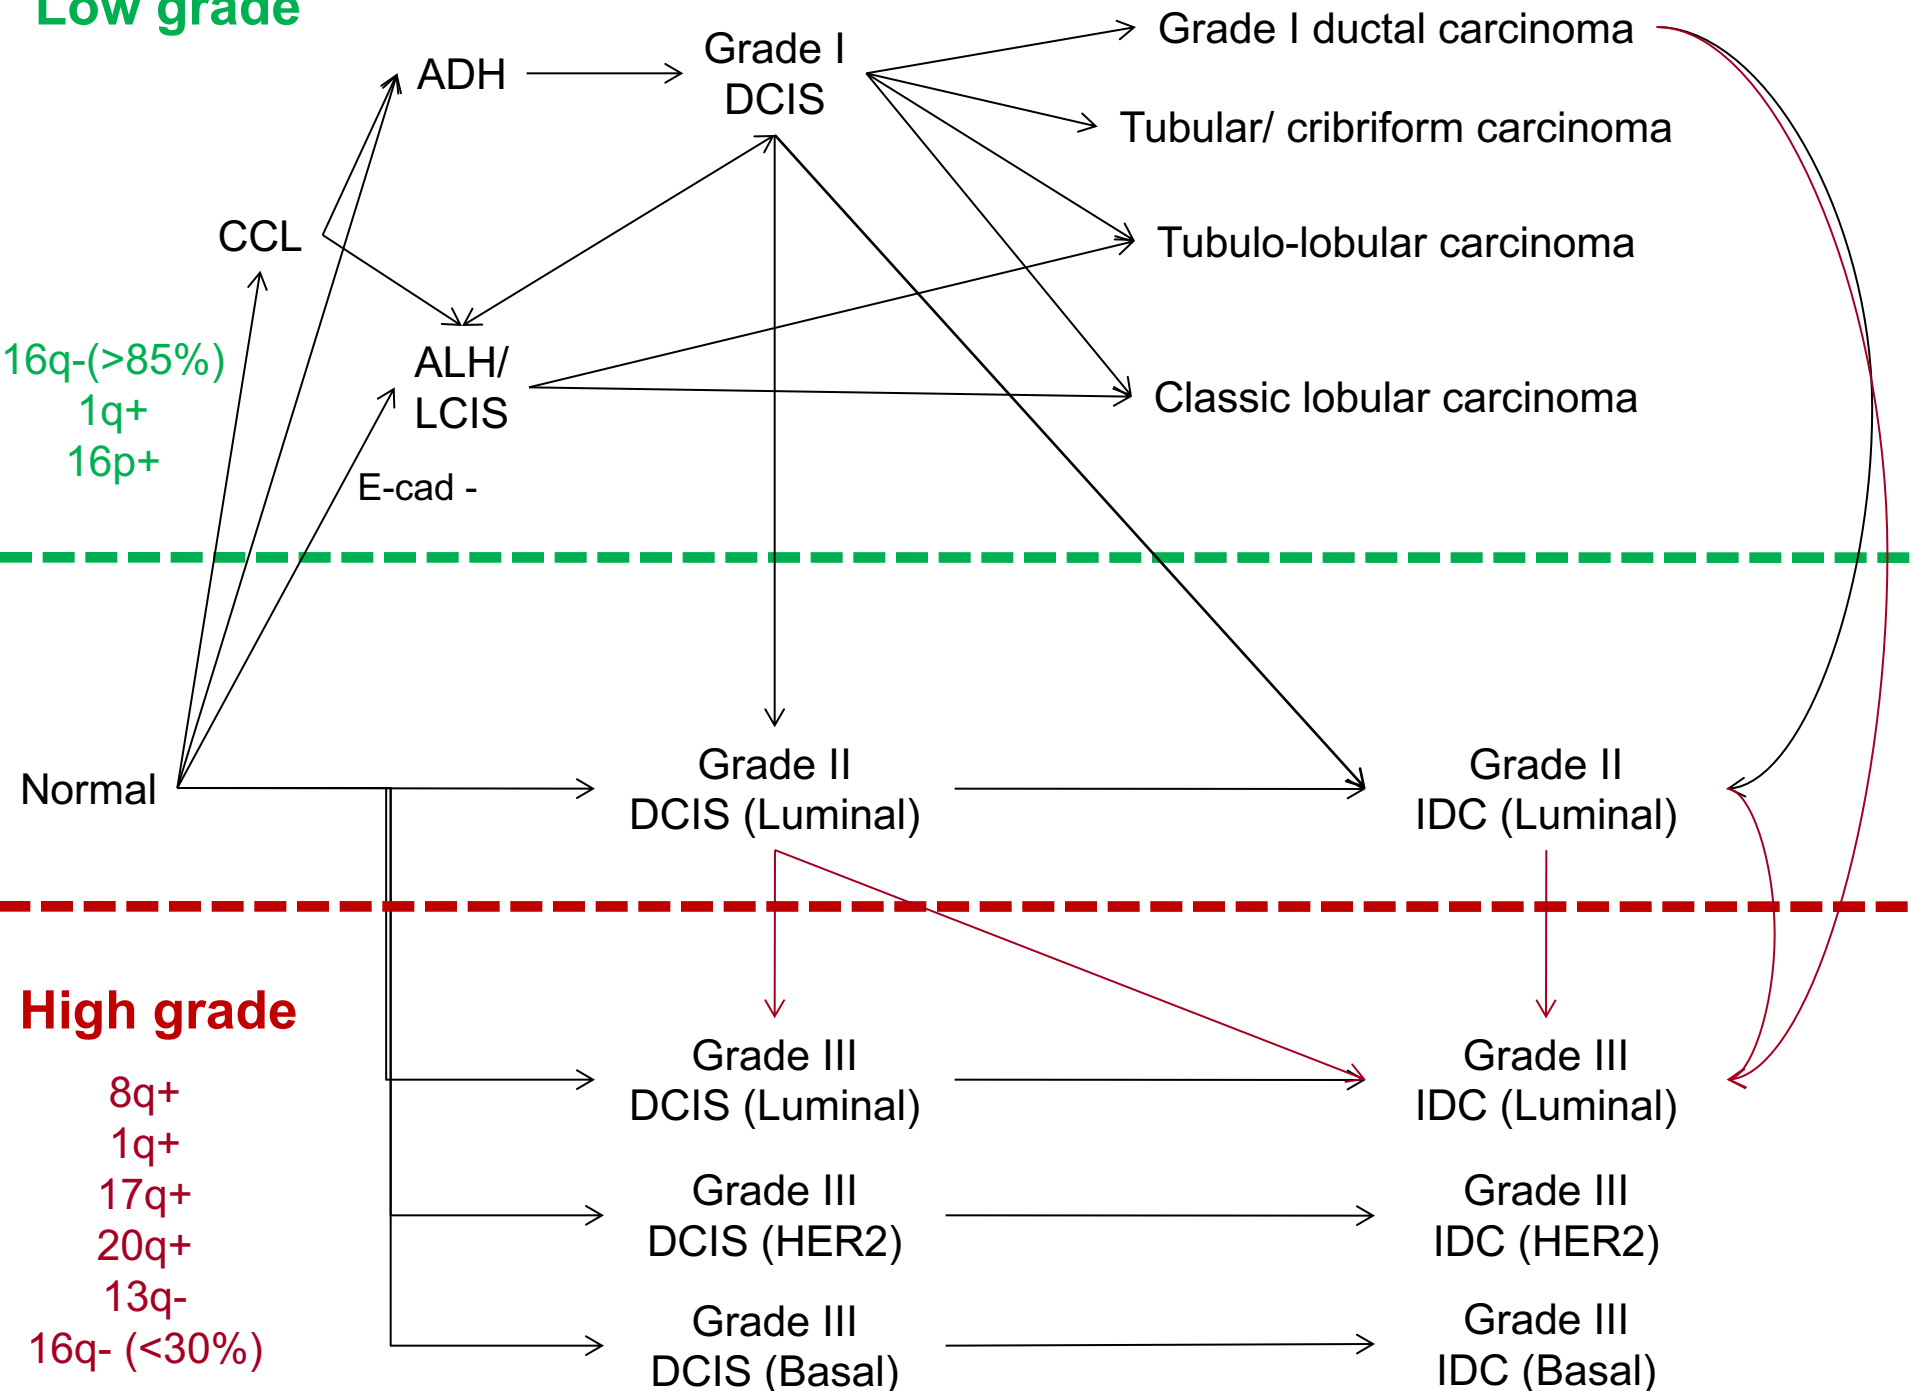 Low grade
Grade I
DCIS
ADH
Grade I ductal carcinoma
Tubular/ cribriform carcinoma
CCL
Tubulo-lobular carcinoma
16q-(>85%)
1q+
16p+
ALH/
LCIS
Classic lobular carcinoma
E-cad -
Normal
Grade II
DCIS (Luminal)
Grade II
IDC (Luminal)
High grade
8q+
1q+
17q+
20q+
13q-
16q- (<30%)
Grade III
DCIS (Luminal)
Grade III
IDC (Luminal)
Grade III
DCIS (HER2)
Grade III
IDC (HER2)
Grade III
DCIS (Basal)
Grade III
IDC (Basal)